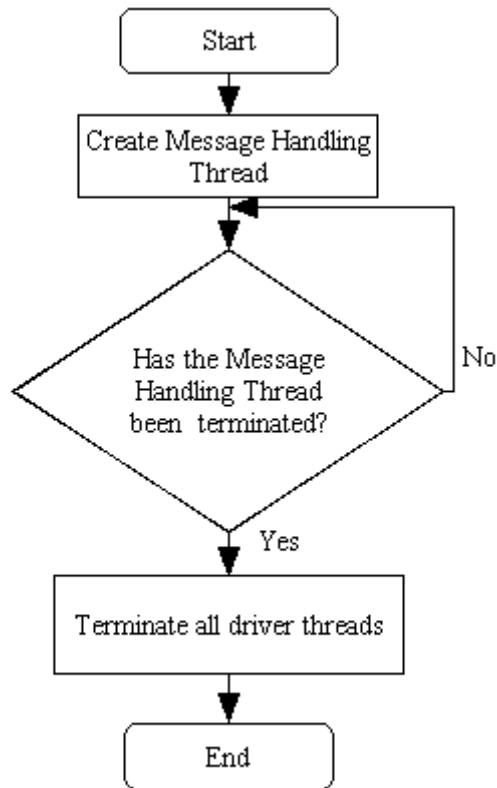 Start
Create Message Handling
Thread
Has the Message
Handling Thread
been terminated?
No
Yes
Terminate all driver threads
End